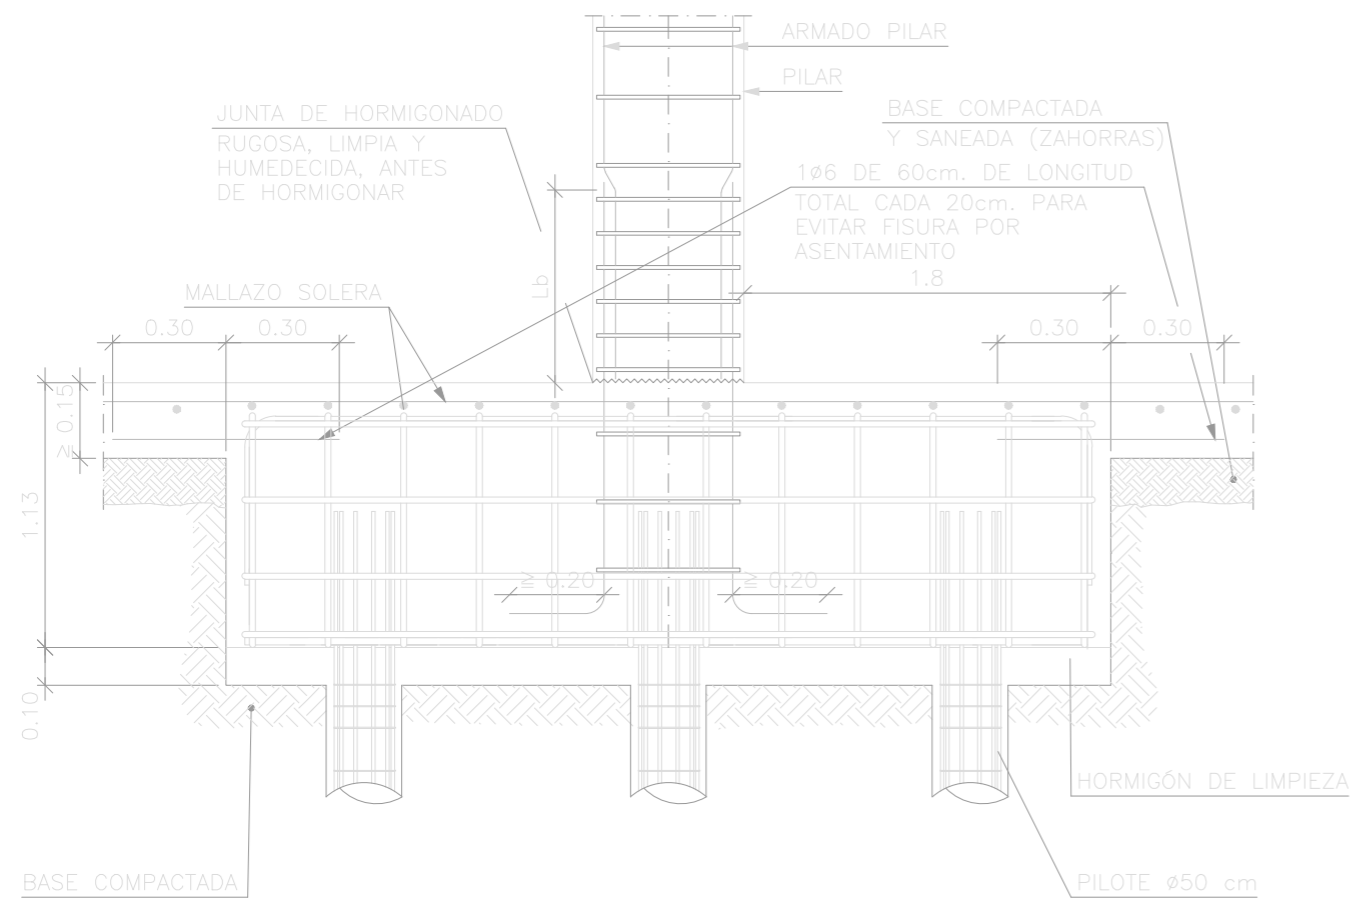 ARMADO PILAR
PILAR
JUNTA DE HORMIGONADO
RUGOSA, LIMPIA Y
HUMEDECIDA, ANTES
DE HORMIGONAR
BASE COMPACTADA
Y SANEADA (ZAHORRAS)
1ø6 DE 60cm. DE LONGITUD
TOTAL CADA 20cm. PARA
EVITAR FISURA POR
ASENTAMIENTO
1.8
Lb
MALLAZO SOLERA
0.30
0.30
0.30
0.30
≥ 0.15
1.13
≥ 0.20
≥ 0.20
0.10
HORMIGÓN DE LIMPIEZA
BASE COMPACTADA
PILOTE ø50 cm